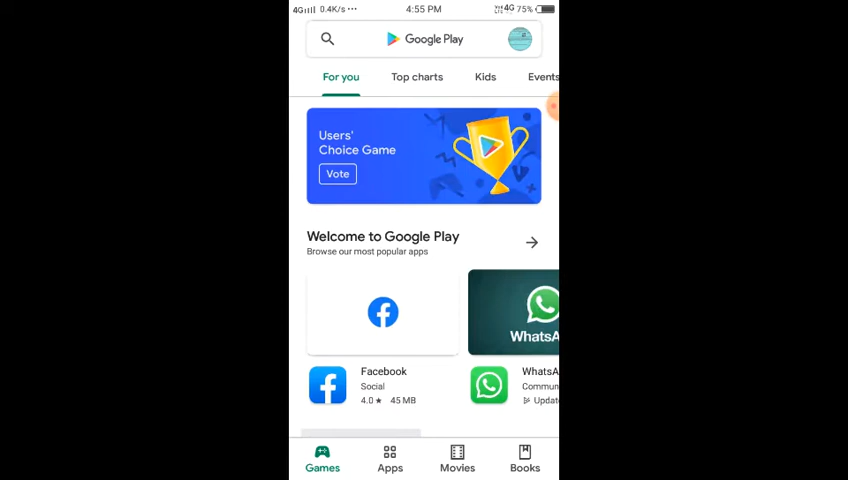 4G 0.4K/s ••• 4:55 PM 4G 75%
Google Play
For you Top charts Kids Events
Users'
Choice Game
Vote
Welcome to Google Play
Browse our most popular apps
WhatsA
Facebook WhatsA
Social Commun
4.0 ★ 45 MB Updat
Games Apps Movies Books